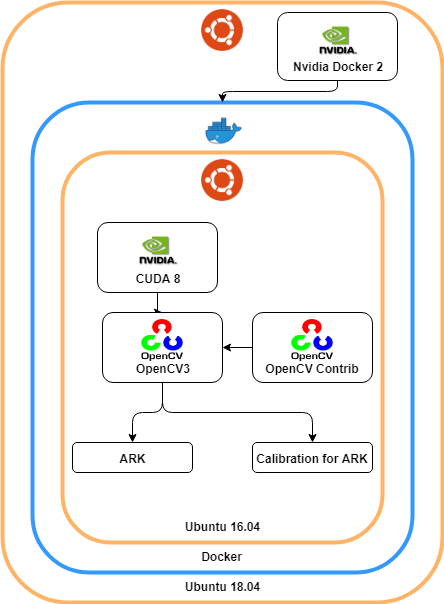 NVIDIA.
Nvidia Docker 2
NVIDIA.
CUDA 8
OpenCV
OpenCV3
OpenCV
OpenCV Contrib
ARK
Calibration for ARK
Ubuntu 16.04
Docker
Ubuntu 18.04